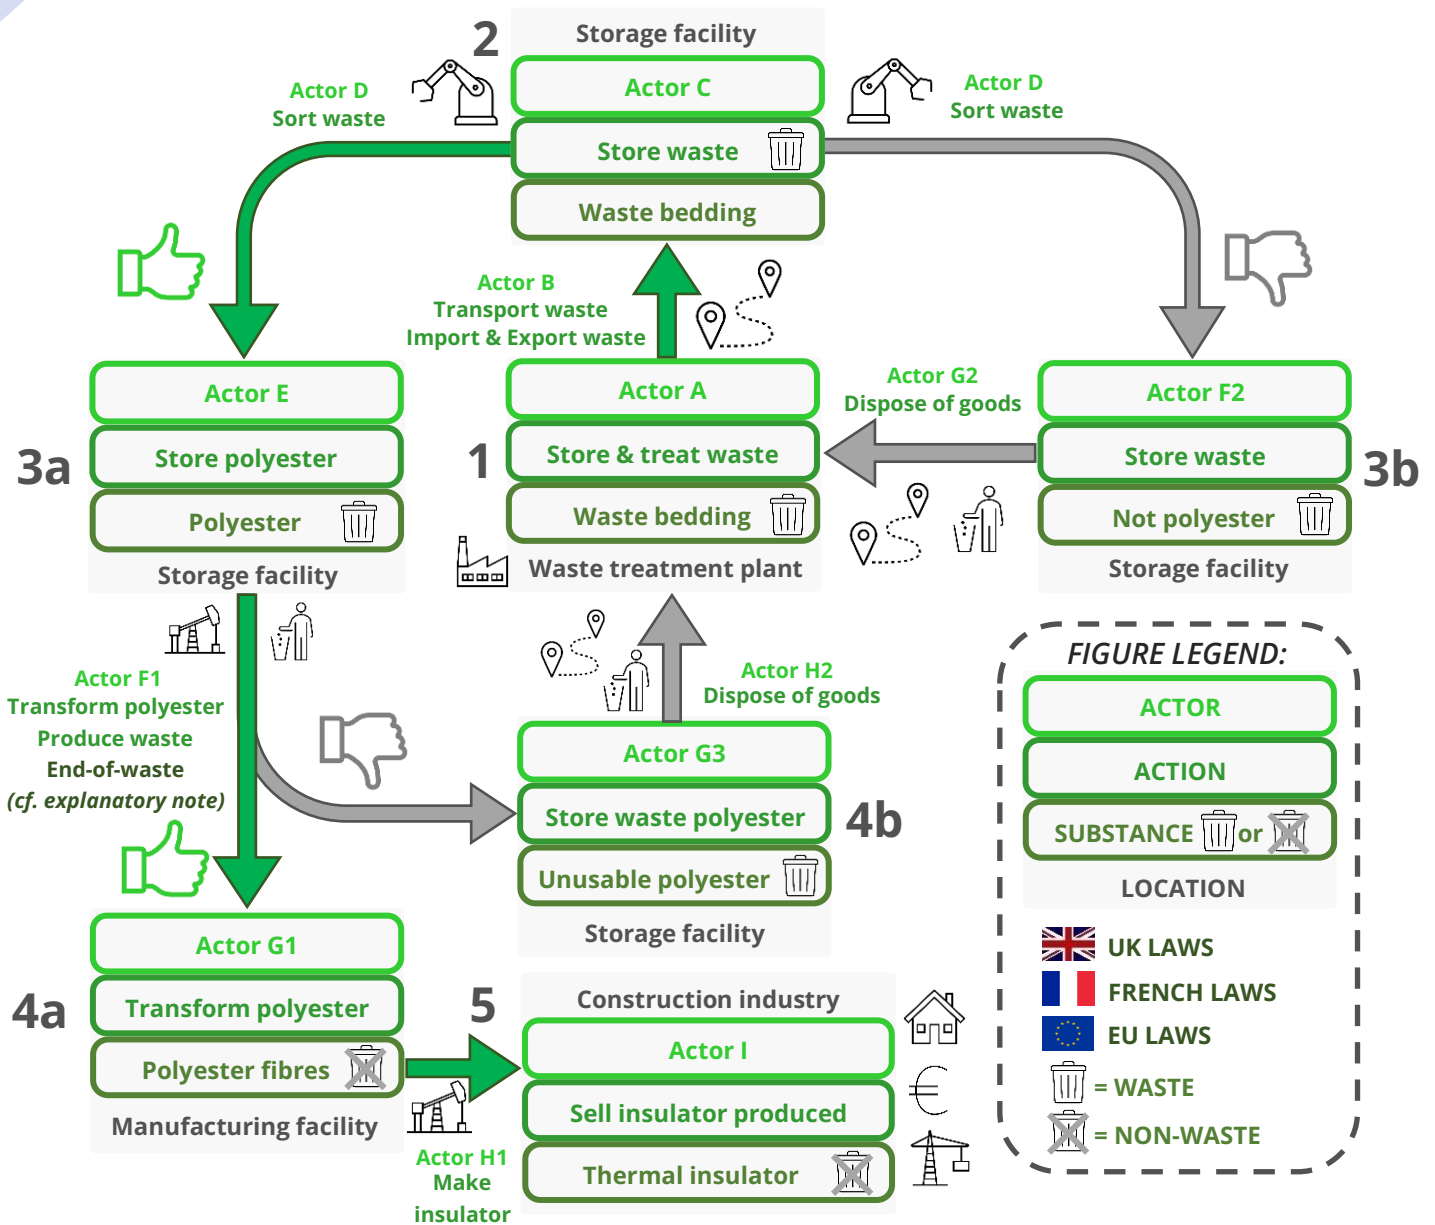 2
Storage facility
Actor C
Store waste
Waste bedding
Actor D
Sort waste
Actor D
Sort waste
Actor B
Transport waste
Import & Export waste
3a
Actor E
Store polyester
Polyester
Storage facility
1
Actor A
Store & treat waste
Waste bedding
Waste treatment plant
Actor G2
Dispose of goods
3b
Actor F2
Store waste
Not polyester
Storage facility
Actor F1
Transform polyester
Produce waste
End-of-waste
(cf. explanatory note)
Actor H2
Dispose of goods
4b
Actor G3
Store waste polyester
Unusable polyester
Storage facility
4a
Actor G1
Transform polyester
Polyester fibres
Manufacturing facility
Actor H1
Make
insulator
5
Construction industry
Actor I
Sell insulator produced
Thermal insulator
€
FIGURE LEGEND:
ACTOR
ACTION
SUBSTANCE or
LOCATION
UK LAWS
FRENCH LAWS
EU LAWS
= WASTE
= NON-WASTE